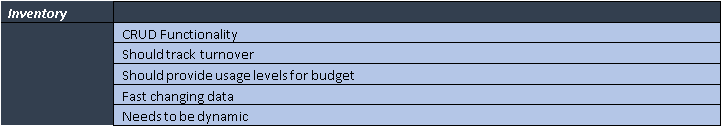 Inventory
CRUD Functionality
Should track turnover
Should provide usage levels for budget
Fast changing data
Needs to be dynamic